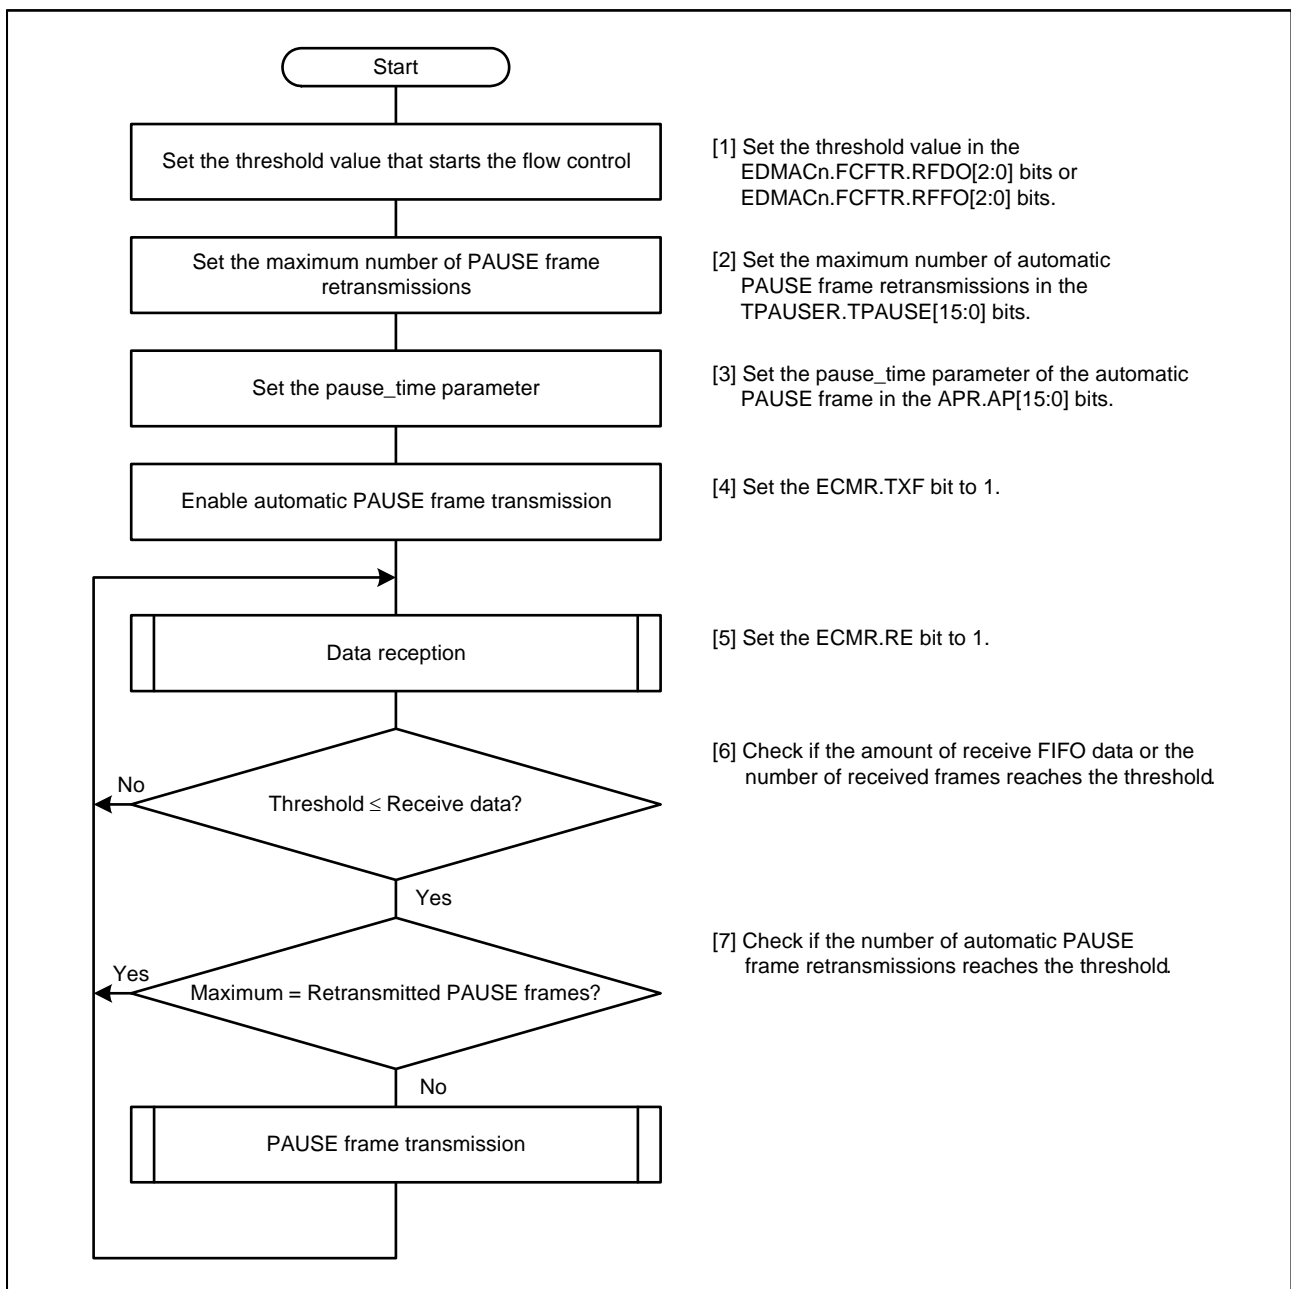 Start
Set the threshold value that starts the flow control
[1] Set the threshold value in the
EDMACn.FCFTR.RFDO[2:0] bits or
EDMACn.FCFTR.RFFO[2:0] bits.
Set the maximum number of PAUSE frame
retransmissions
[2] Set the maximum number of automatic
PAUSE frame retransmissions in the
TPAUSER.TPAUSE[15:0] bits.
Set the pause_time parameter
[3] Set the pause_time parameter of the automatic
PAUSE frame in the APR.AP[15:0] bits.
Enable automatic PAUSE frame transmission
[4] Set the ECMR.TXF bit to 1.
Data reception
[5] Set the ECMR.RE bit to 1.
[6] Check if the amount of receive FIFO data or the
number of received frames reaches the threshold.
No
Threshold ≤ Receive data?
Yes
[7] Check if the number of automatic PAUSE
frame retransmissions reaches the threshold.
Yes
Maximum = Retransmitted PAUSE frames?
No
PAUSE frame transmission